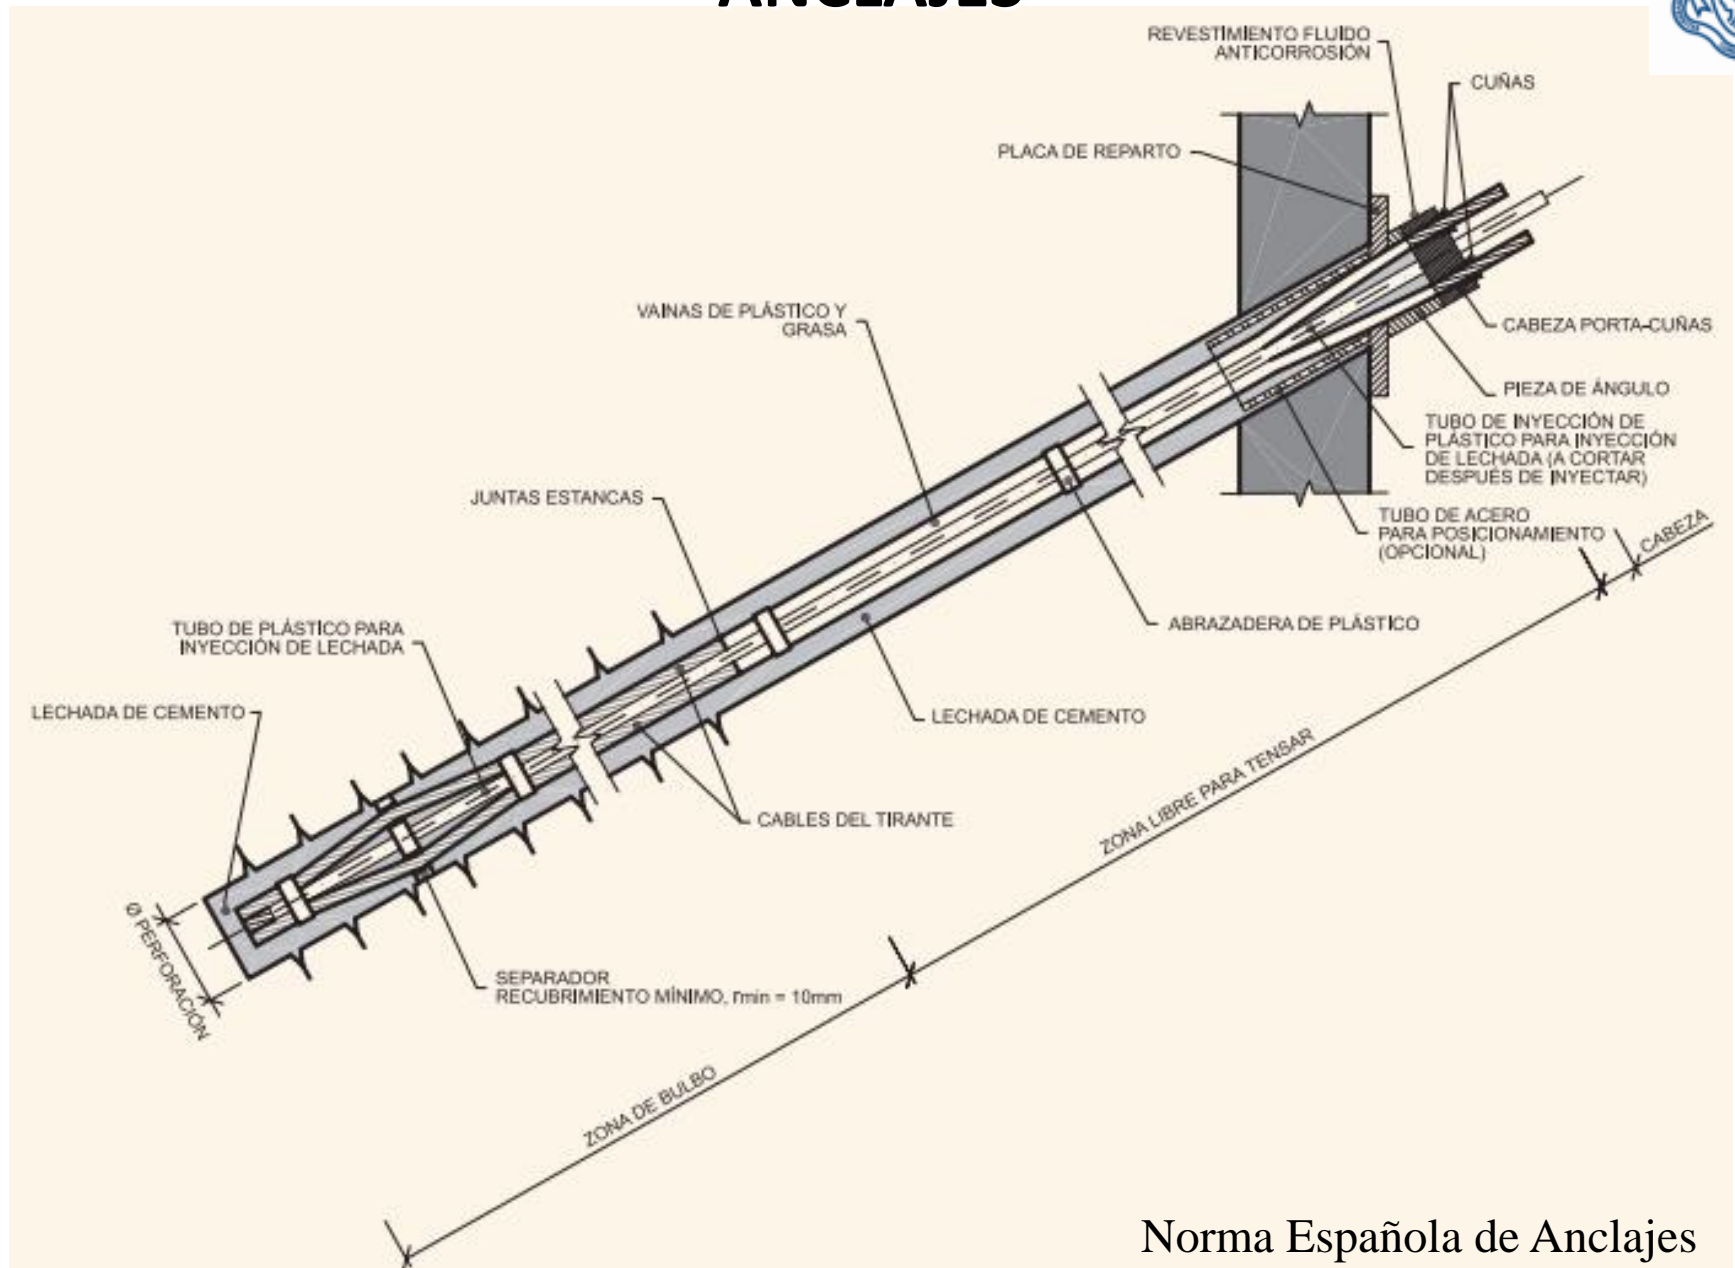 ANCLAJES
REVESTIMIENTO FLUIDO
ANTICORROSIÓN
CUÑAS
PLACA DE REPARTO
VAINAS DE PLÁSTICO Y
GRASA
CABEZA PORTA-CUÑAS
PIEZA DE ÁNGULO
TUBO DE INYECCIÓN DE
PLÁSTICO PARA INYECCIÓN
DE LECHADA (A CORTAR
DESPUÉS DE INYECTAR)
JUNTAS ESTANCAS
TUBO DE ACERO
PARA POSICIONAMIENTO
(OPCIONAL)
CABEZA
TUBO DE PLÁSTICO PARA
INYECCIÓN DE LECHADA
ABRAZADERA DE PLÁSTICO
LECHADA DE CEMENTO
LECHADA DE CEMENTO
CABLES DEL TIRANTE
ZONA LIBRE PARA TENSAR
Ø PERFORACIÓN
SEPARADOR
RECUBRIMIENTO MÍNIMO, rmin = 10mm
ZONA DE BULBO
Norma Española de Anclajes